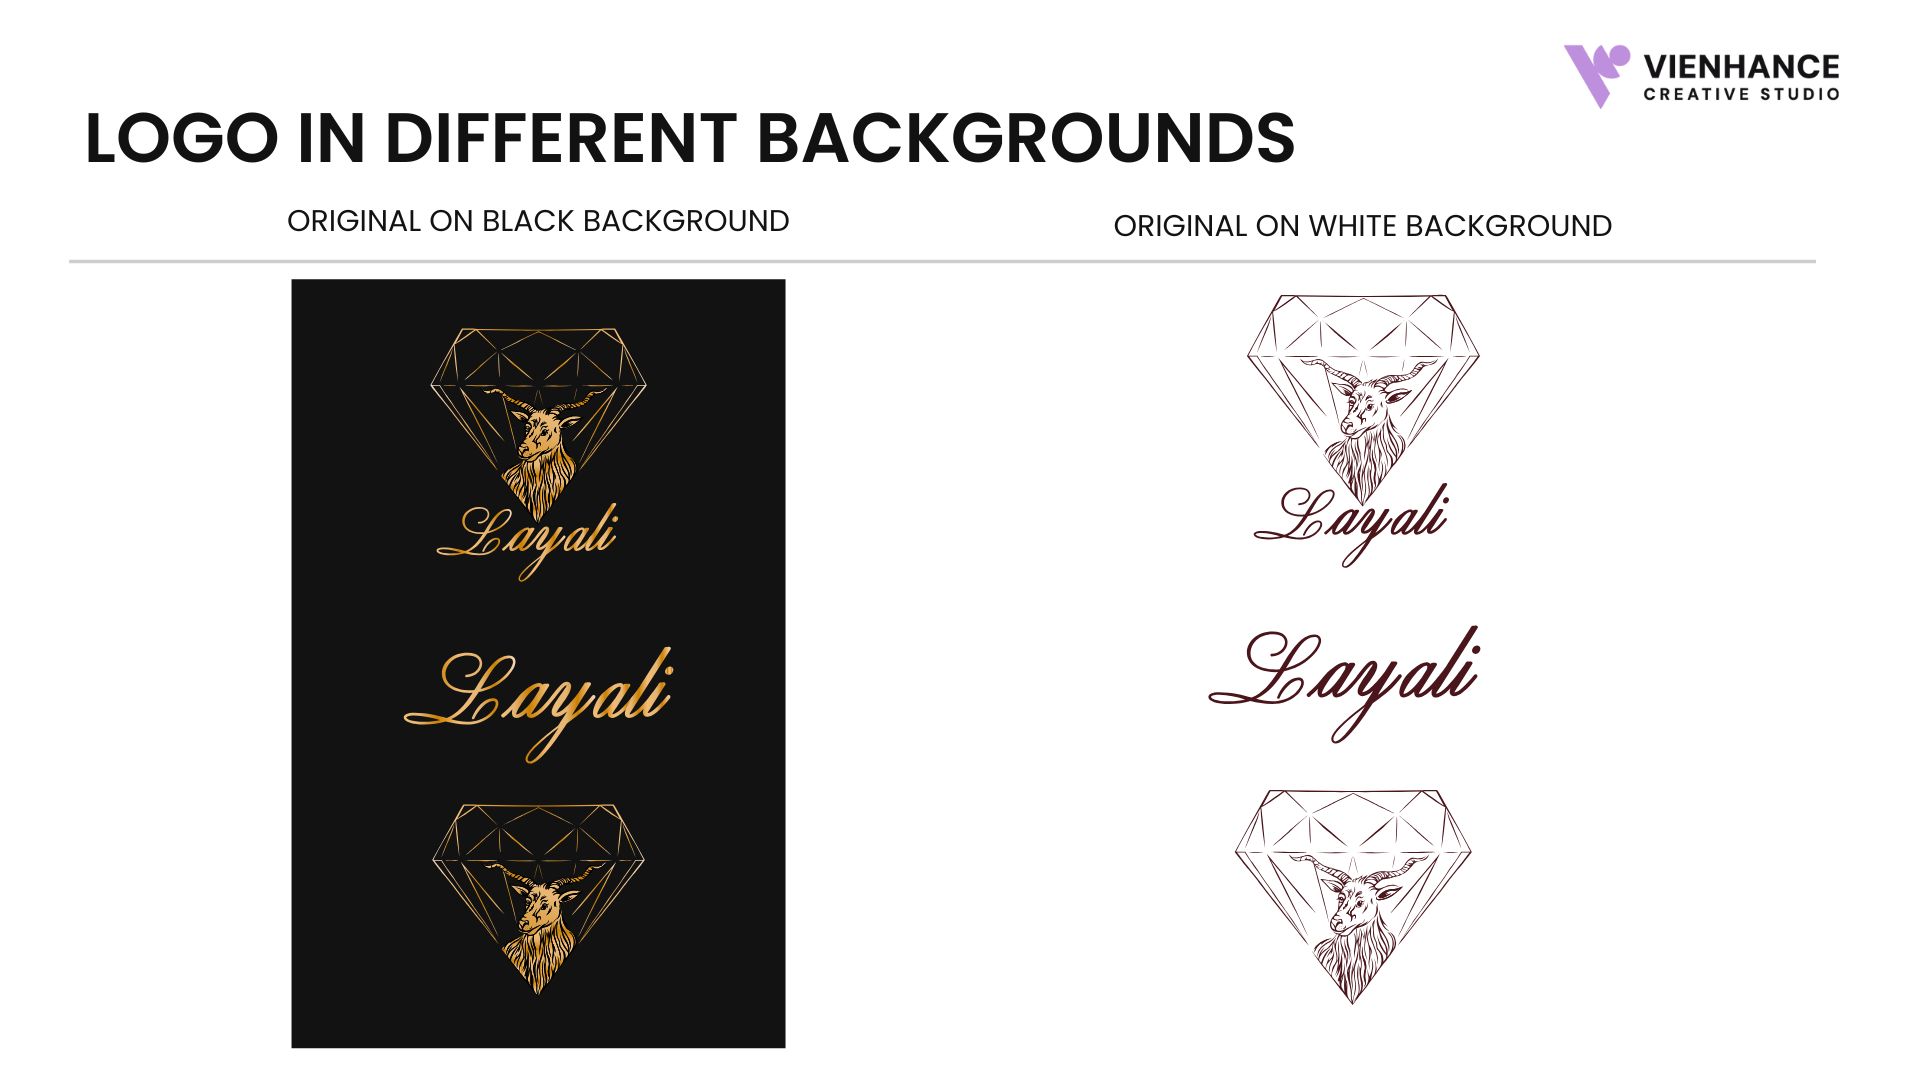 VIENHANCE
CREATIVE STUDIO
LOGO IN DIFFERENT BACKGROUNDS
ORIGINAL ON BLACK BACKGROUND
ORIGINAL ON WHITE BACKGROUND
Layali
Layali
Layali
Layali